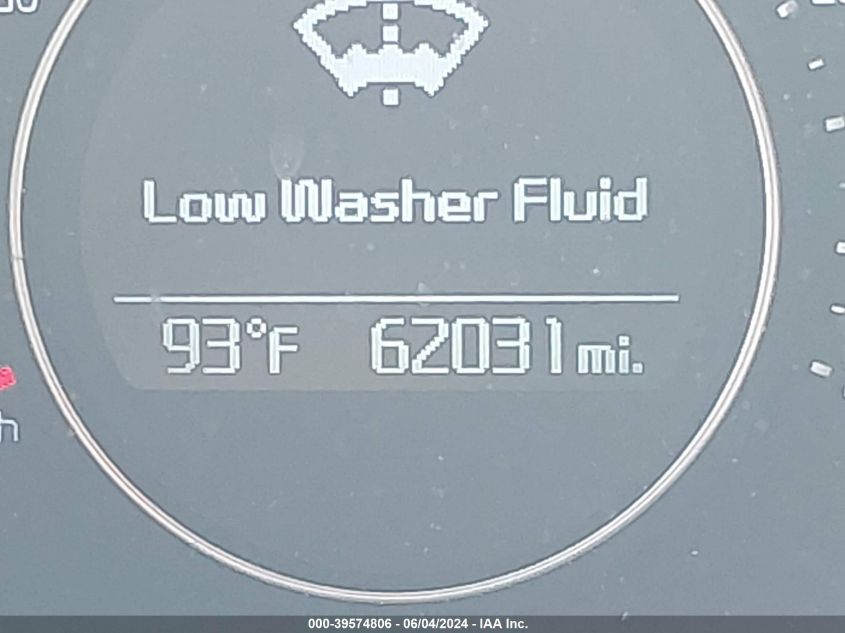 Low Washer Fluid
93°F 62031 mi.
000-39574806 - 06/04/2024 - IAA Inc.